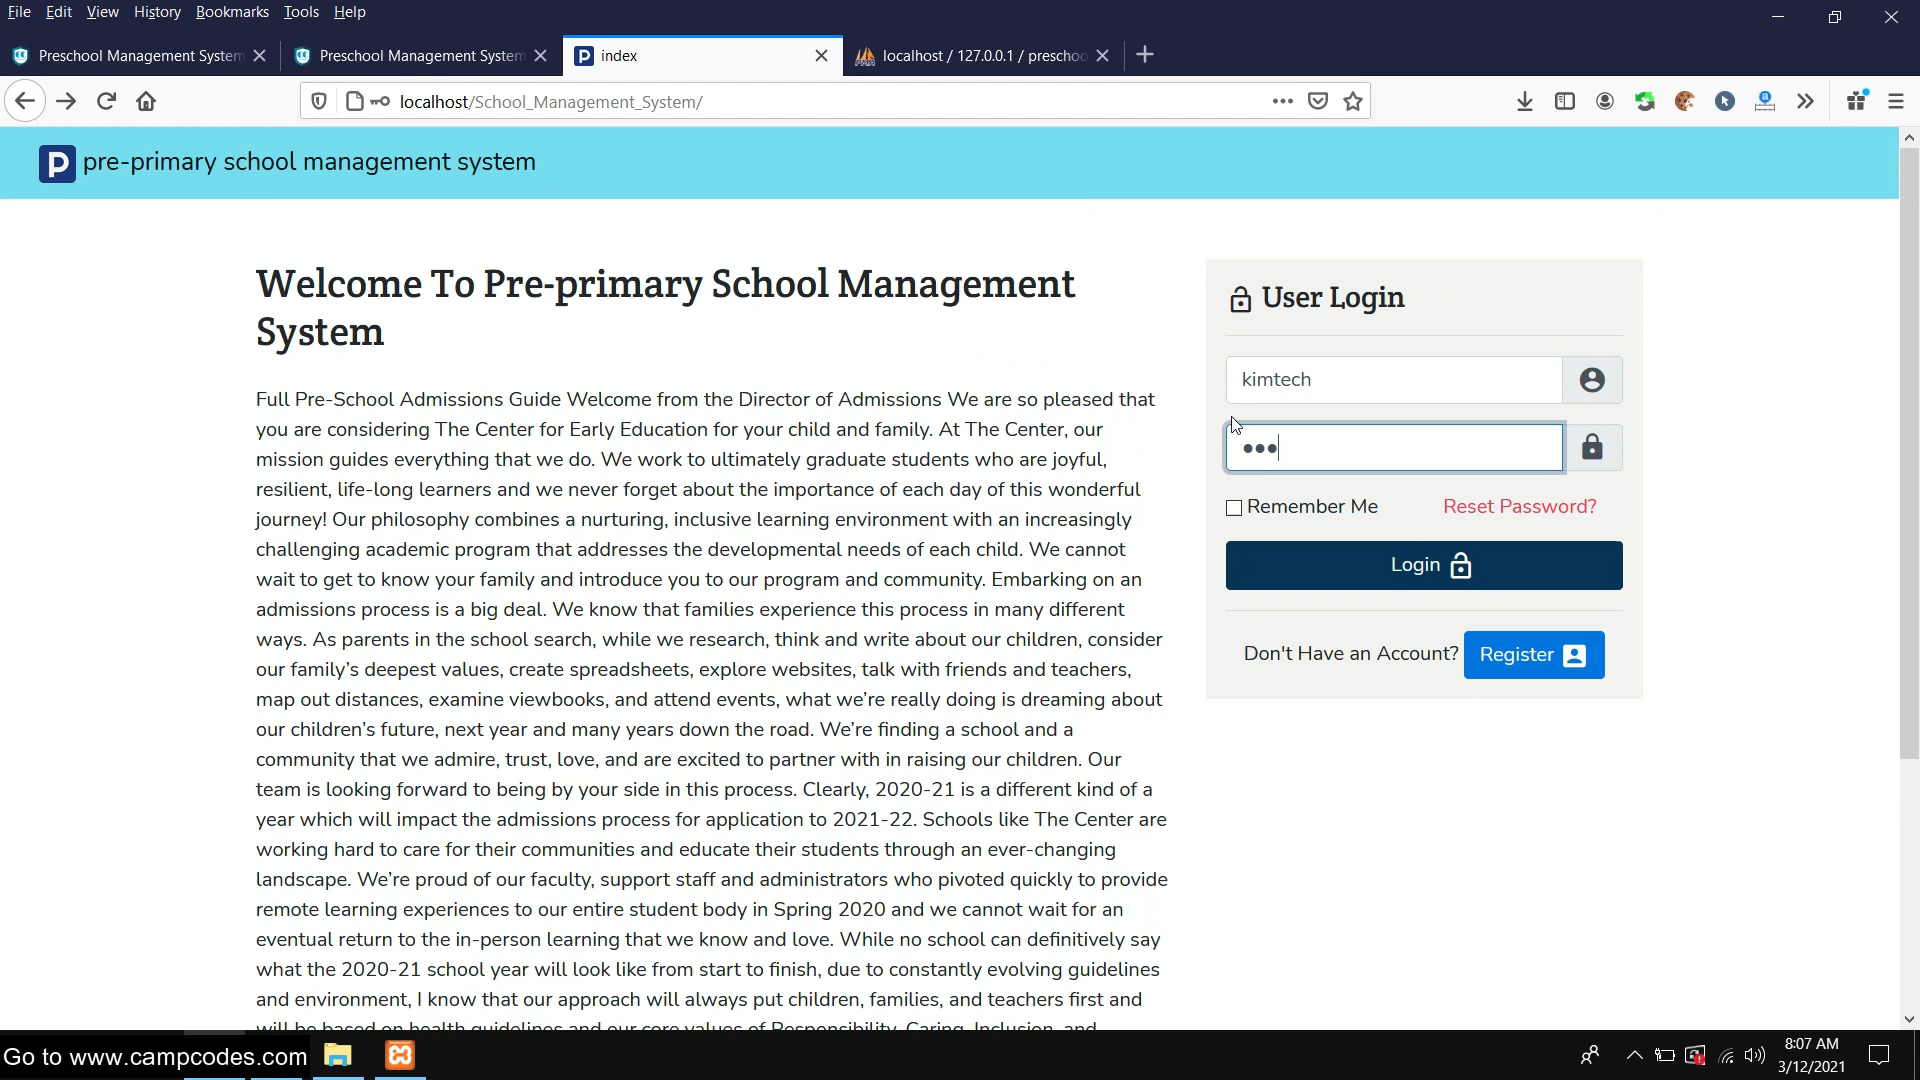 File Edit View History Bookmarks Tools Help
Preschool Management System
Preschool Management System
index
localhost / 127.0.0.1 / preschoo
localhost/School_Management_System/
P pre-primary school management system
Welcome To Pre-primary School Management
System
Full Pre-School Admissions Guide Welcome from the Director of Admissions We are so pleased that
you are considering The Center for Early Education for your child and family. At The Center, our
mission guides everything that we do. We work to ultimately graduate students who are joyful,
resilient, life-long learners and we never forget about the importance of each day of this wonderful
journey! Our philosophy combines a nurturing, inclusive learning environment with an increasingly
challenging academic program that addresses the developmental needs of each child. We cannot
wait to get to know your family and introduce you to our program and community. Embarking on an
admissions process is a big deal. We know that families experience this process in many different
ways. As parents in the school search, while we research, think and write about our children, consider
our family's deepest values, create spreadsheets, explore websites, talk with friends and teachers,
map out distances, examine viewbooks, and attend events, what we're really doing is dreaming about
our children's future, next year and many years down the road. We're finding a school and a
community that we admire, trust, love, and are excited to partner with in raising our children. Our
team is looking forward to being by your side in this process. Clearly, 2020-21 is a different kind of a
year which will impact the admissions process for application to 2021-22. Schools like The Center are
working hard to care for their communities and educate their students through an ever-changing
landscape. We're proud of our faculty, support staff and administrators who pivoted quickly to provide
remote learning experiences to our entire student body in Spring 2020 and we cannot wait for an
eventual return to the in-person learning that we know and love. While no school can definitively say
what the 2020-21 school year will look like from start to finish, due to constantly evolving guidelines
and environment, I know that our approach will always put children, families, and teachers first and
will be based on health guidelines and our core values of Responsibility, Caring, Inclusion, and
User Login
kimtech
Remember Me
Reset Password?
Login
Don't Have an Account?
Register
Go to www.campcodes.com
8:07 AM
3/12/2021